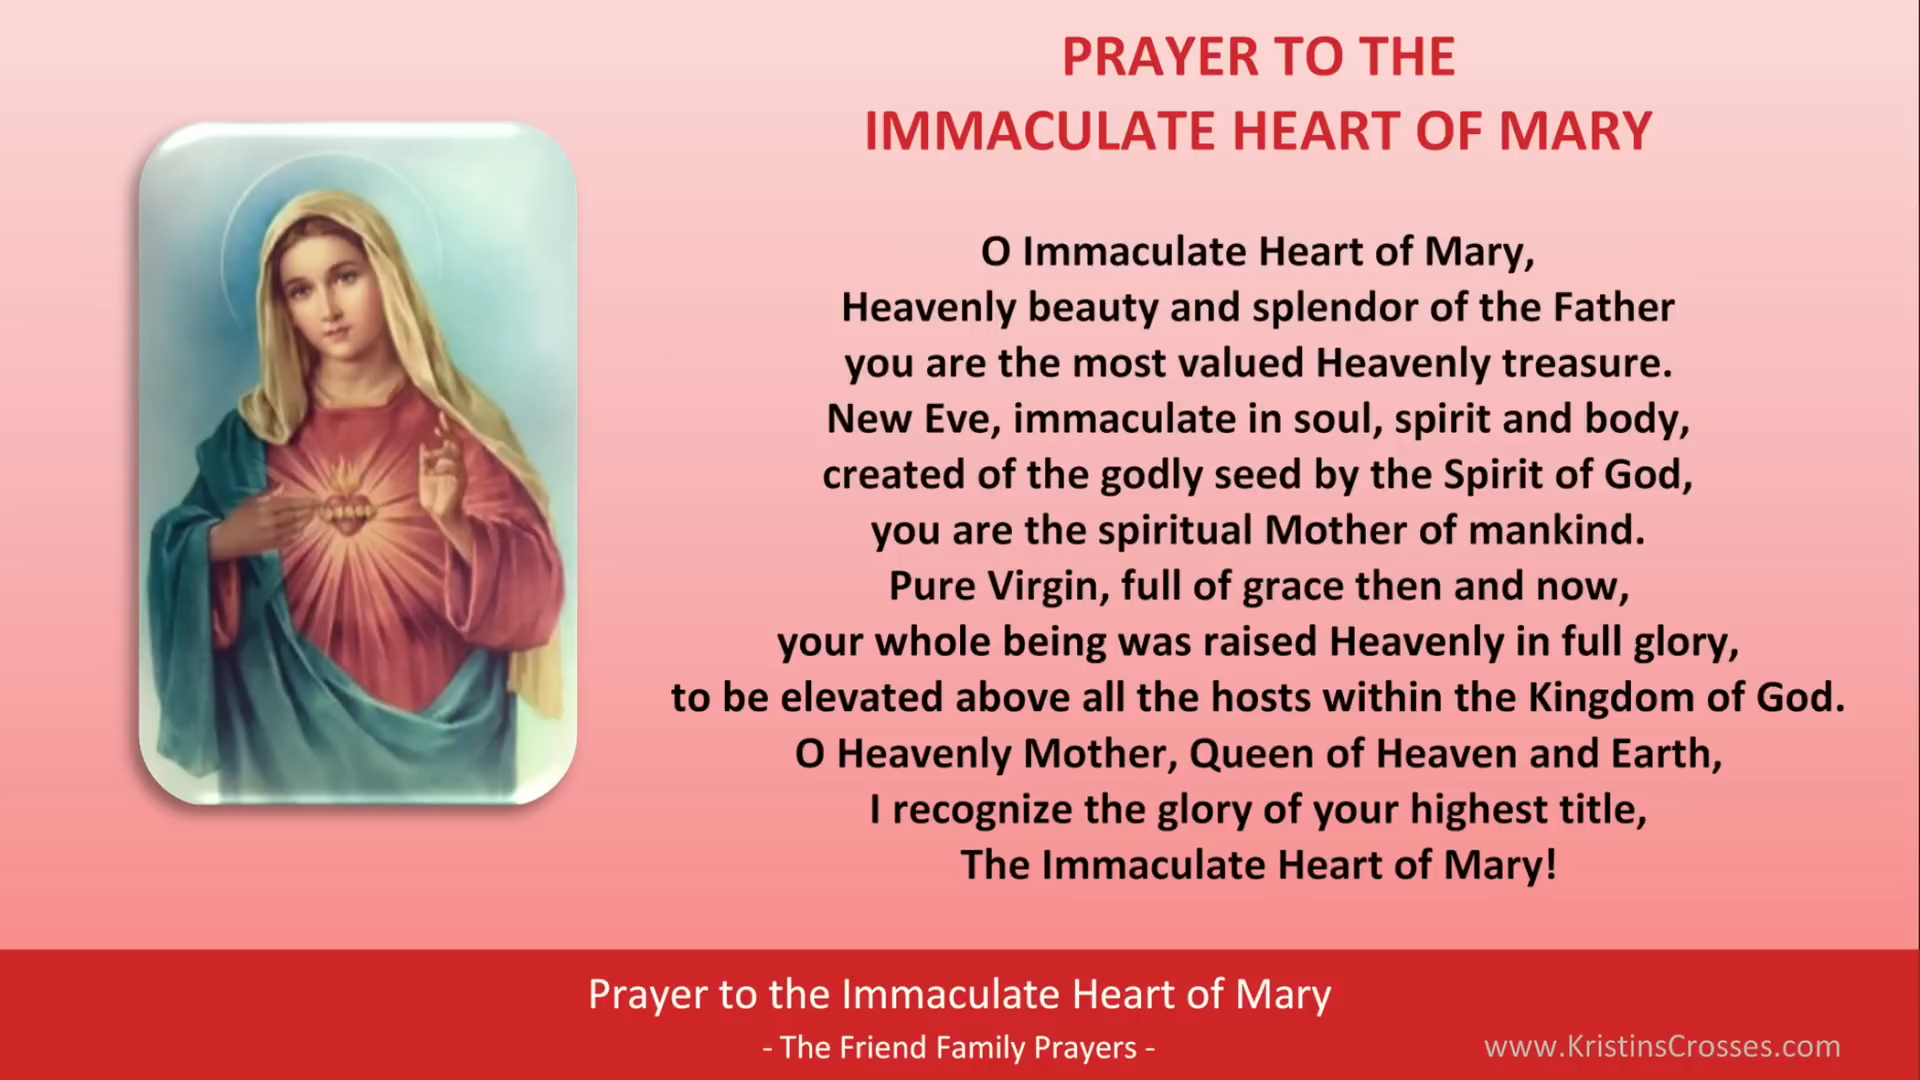 PRAYER TO THE
IMMACULATE HEART OF MARY
O Immaculate Heart of Mary,
Heavenly beauty and splendor of the Father
you are the most valued Heavenly treasure.
New Eve, immaculate in soul, spirit and body,
created of the godly seed by the Spirit of God,
you are the spiritual Mother of mankind.
Pure Virgin, full of grace then and now,
your whole being was raised Heavenly in full glory,
to be elevated above all the hosts within the Kingdom of God.
O Heavenly Mother, Queen of Heaven and Earth,
I recognize the glory of your highest title,
The Immaculate Heart of Mary!
Prayer to the Immaculate Heart of Mary
- The Friend Family Prayers -
www.KristinsCrosses.com